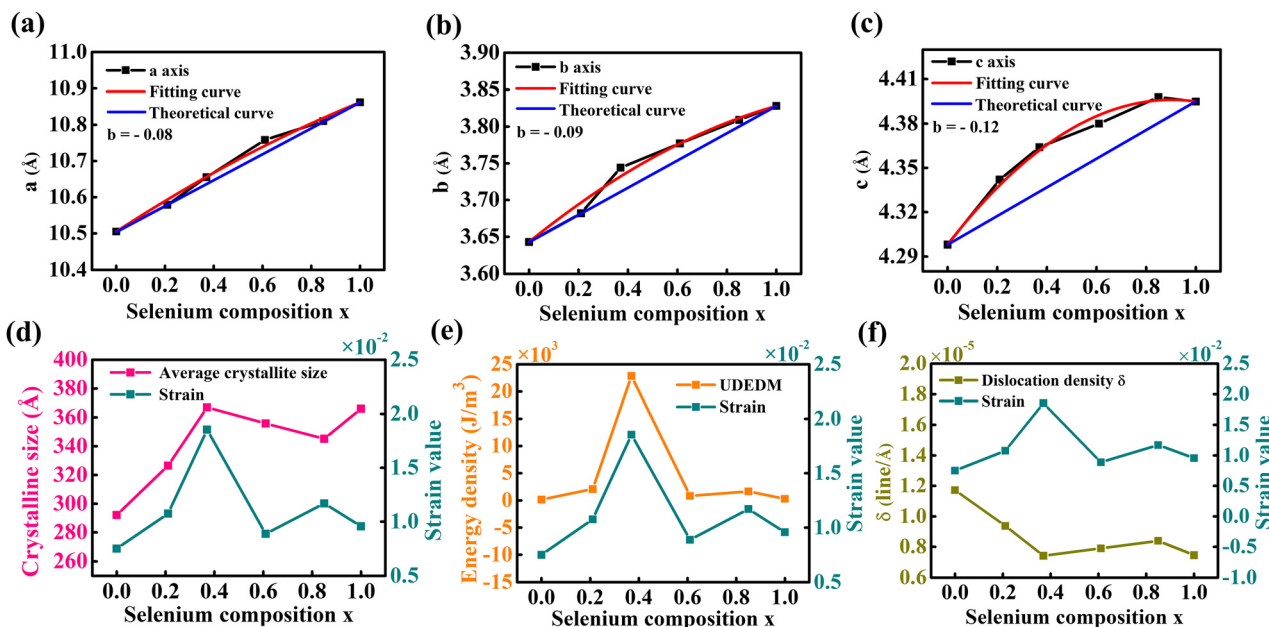 (a)
11.0
10.9
10.8
10.7
10.6
10.5
10.4
a (Å)
a axis
Fitting curve
Theoretical curve
b = - 0.08
0.0 0.2 0.4 0.6 0.8 1.0
Selenium composition x
(b)
3.90
3.85
3.80
3.75
3.70
3.65
3.60
b (Å)
b axis
Fitting curve
Theoretical curve
b = - 0.09
0.0 0.2 0.4 0.6 0.8 1.0
Selenium composition x
(c)
4.41
4.38
4.35
4.32
4.29
c (Å)
c axis
Fitting curve
Theoretical curve
b = - 0.12
0.0 0.2 0.4 0.6 0.8 1.0
Selenium composition x
(d)
400
380
360
340
320
300
280
260
Crystalline size (Å)
Average crystallite size
Strain
×10⁻²
2.5
2.0
1.5
1.0
0.5
Strain value
0.0 0.2 0.4 0.6 0.8 1.0
Selenium composition x
(e)
×10³
25
20
15
10
5
0
-5
-10
-15
Energy density (J/m³)
UDEDM
Strain
×10⁻²
2.5
2.0
1.5
1.0
0.5
Strain value
0.0 0.2 0.4 0.6 0.8 1.0
Selenium composition x
(f)
×10⁻⁵
2.0
1.8
1.6
1.4
1.2
1.0
0.8
0.6
δ (line/Å)
Dislocation density δ
Strain
×10⁻²
2.5
2.0
1.5
1.0
0.5
0.0
-0.5
-1.0
Strain value
0.0 0.2 0.4 0.6 0.8 1.0
Selenium composition x